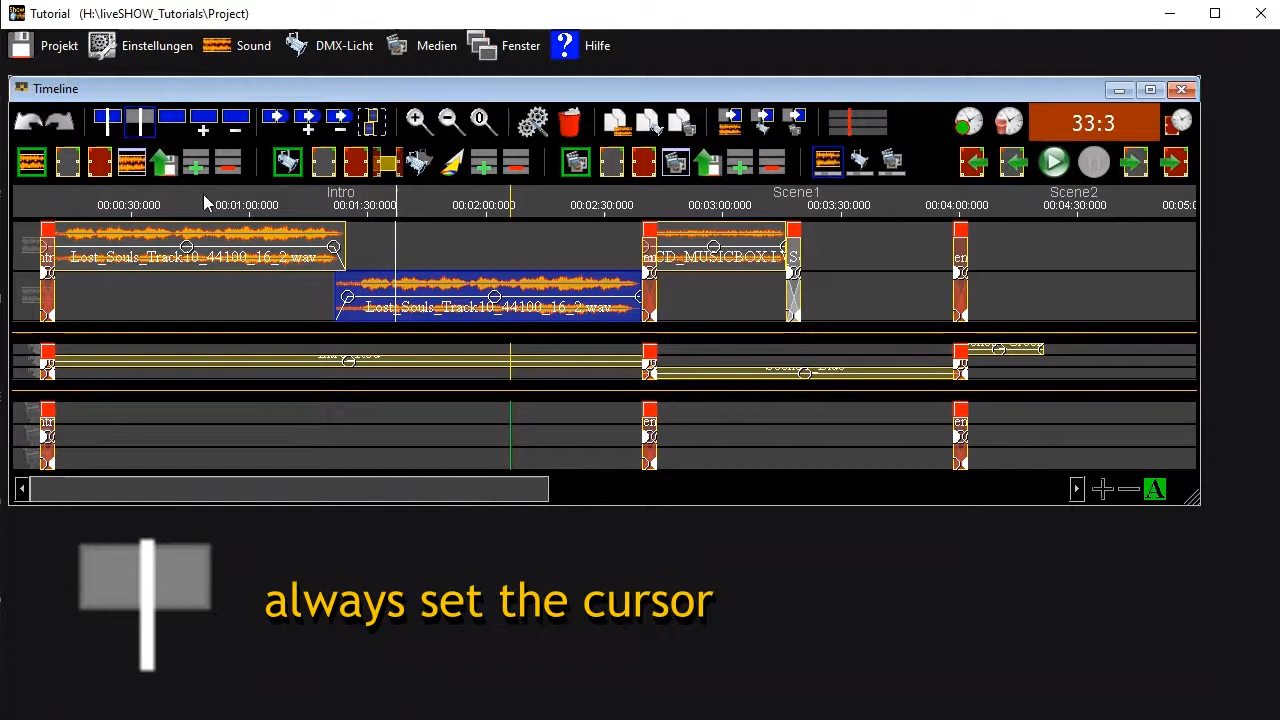 Tutorial (H:\liveSHOW_Tutorials\Project)
Projekt Einstellungen Sound DMX-Licht Medien Fenster ? Hilfe
Timeline
33:3
Intro Scene1 Scene2
00:00:30:000 00:01:00:000 00:01:30:000 00:02:00:000 00:02:30:000 00:03:00:000 00:03:30:000 00:04:00:000 00:04:30:000 00:05:0
Lost_Souls_Track10_44100_16_2.wav
Lost_Souls_Track10_44100_16_2.wav
A
always set the cursor